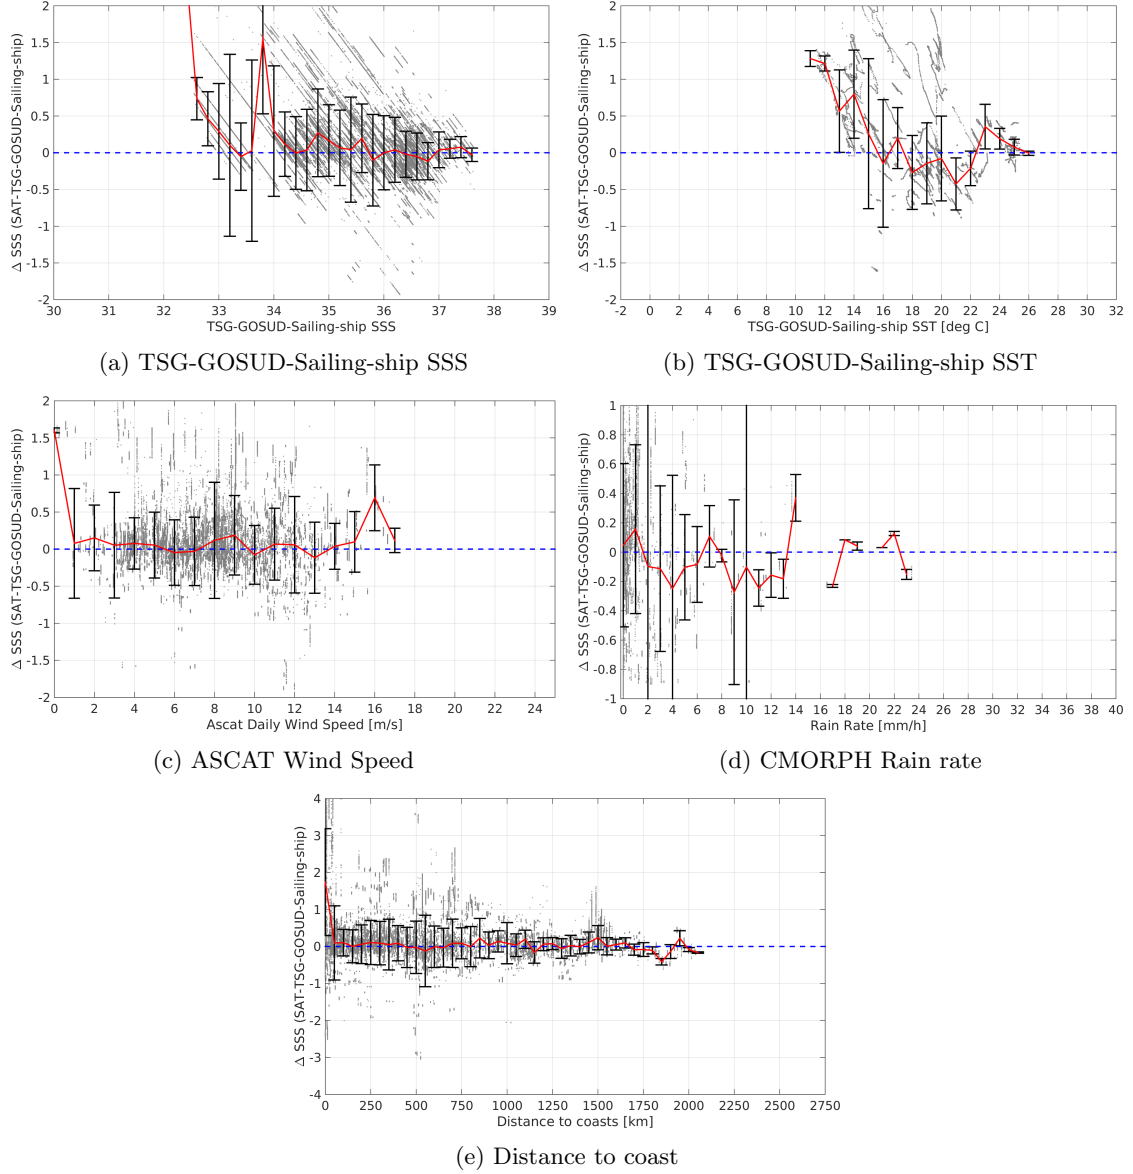 2
1.5
1
0.5
0
-0.5
-1
-1.5
-2
Δ SSS (SAT-TSG-GOSUD-Sailing-ship)
30 31 32 33 34 35 36 37 38 39
TSG-GOSUD-Sailing-ship SSS
(a) TSG-GOSUD-Sailing-ship SSS
2
1.5
1
0.5
0
-0.5
-1
-1.5
-2
Δ SSS (SAT-TSG-GOSUD-Sailing-ship)
-2 0 2 4 6 8 10 12 14 16 18 20 22 24 26 28 30 32
TSG-GOSUD-Sailing-ship SST [deg C]
(b) TSG-GOSUD-Sailing-ship SST
2
1.5
1
0.5
0
-0.5
-1
-1.5
-2
Δ SSS (SAT-TSG-GOSUD-Sailing-ship)
0 2 4 6 8 10 12 14 16 18 20 22 24
Ascat Daily Wind Speed [m/s]
(c) ASCAT Wind Speed
1
0.8
0.6
0.4
0.2
0
-0.2
-0.4
-0.6
-0.8
-1
Δ SSS (SAT-TSG-GOSUD-Sailing-ship)
0 2 4 6 8 10 12 14 16 18 20 22 24 26 28 30 32 34 36 38 40
Rain Rate [mm/h]
(d) CMORPH Rain rate
4
3
2
1
0
-1
-2
-3
-4
Δ SSS (SAT-TSG-GOSUD-Sailing-ship)
0 250 500 750 1000 1250 1500 1750 2000 2250 2500 2750
Distance to coasts [km]
(e) Distance to coast